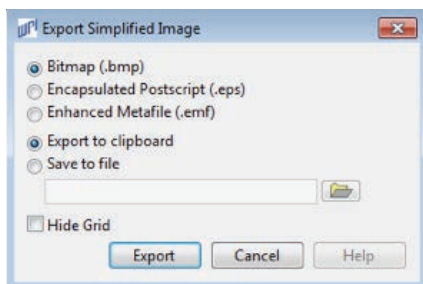 Export Simplified Image
Bitmap (.bmp)
Encapsulated Postscript (.eps)
Enhanced Metafile (.emf)
Export to clipboard
Save to file
Hide Grid
Export Cancel Help